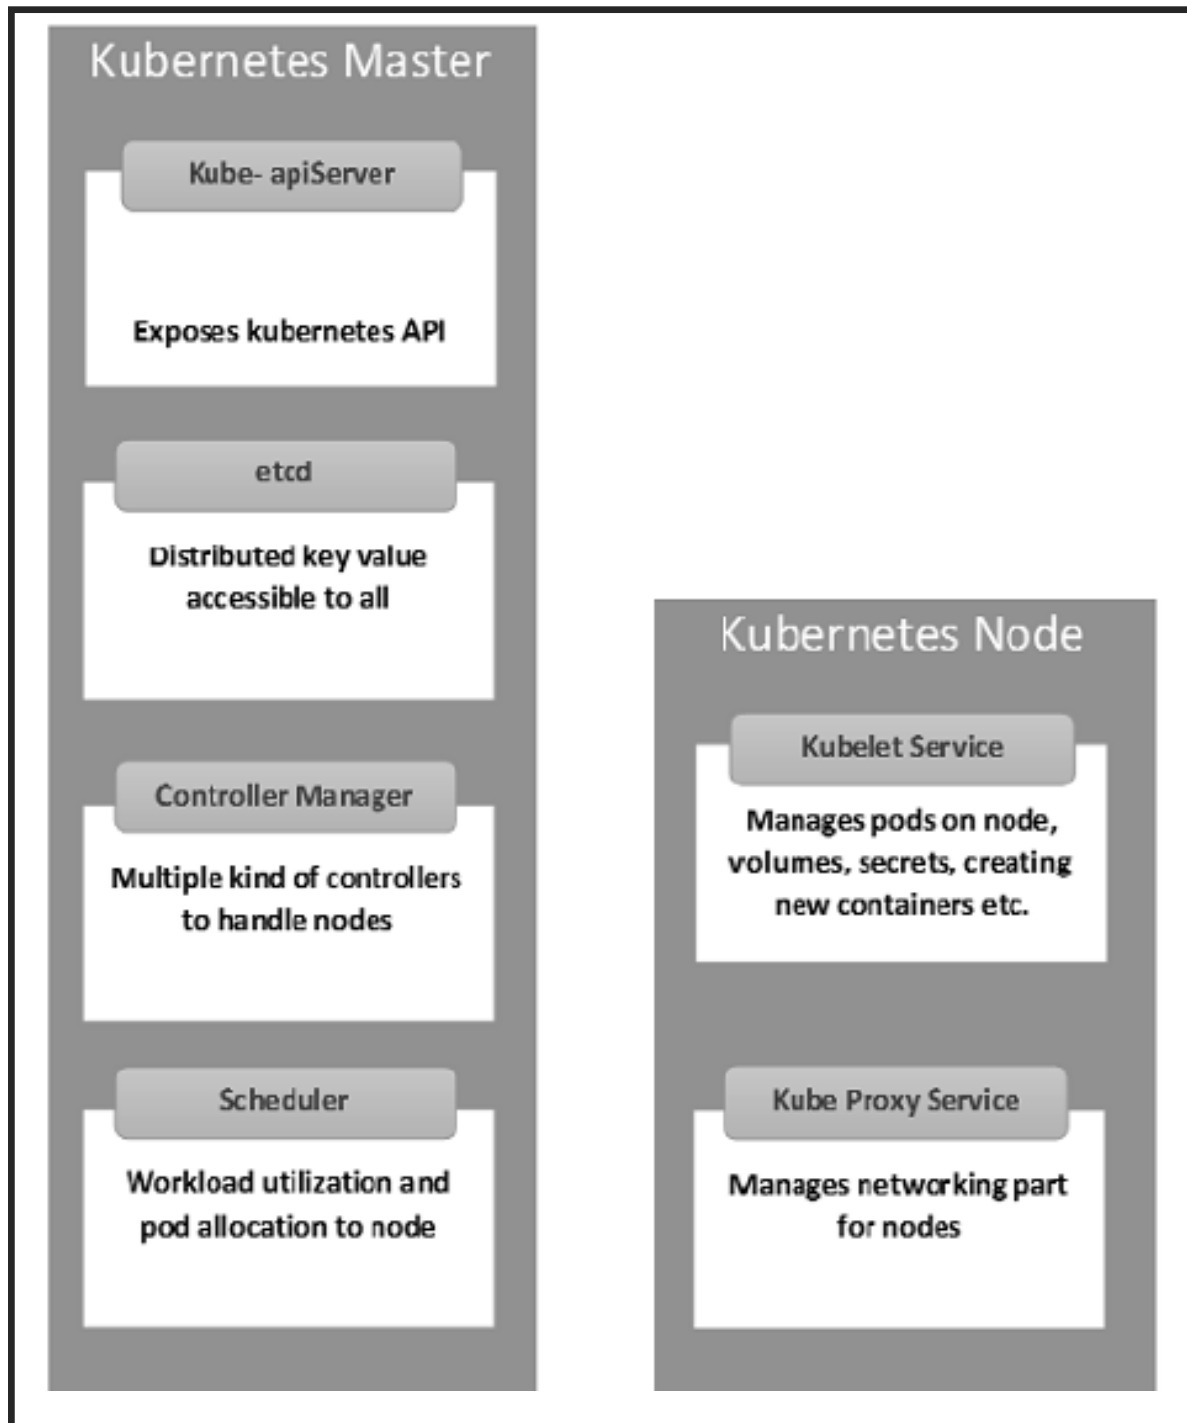 Kubernetes Master
Kube- apiServer
Exposes kubernetes API
etcd
Distributed key value
accessible to all
Controller Manager
Multiple kind of controllers
to handle nodes
Scheduler
Workload utilization and
pod allocation to node
Kubernetes Node
Kubelet Service
Manages pods on node,
volumes, secrets, creating
new containers etc.
Kube Proxy Service
Manages networking part
for nodes